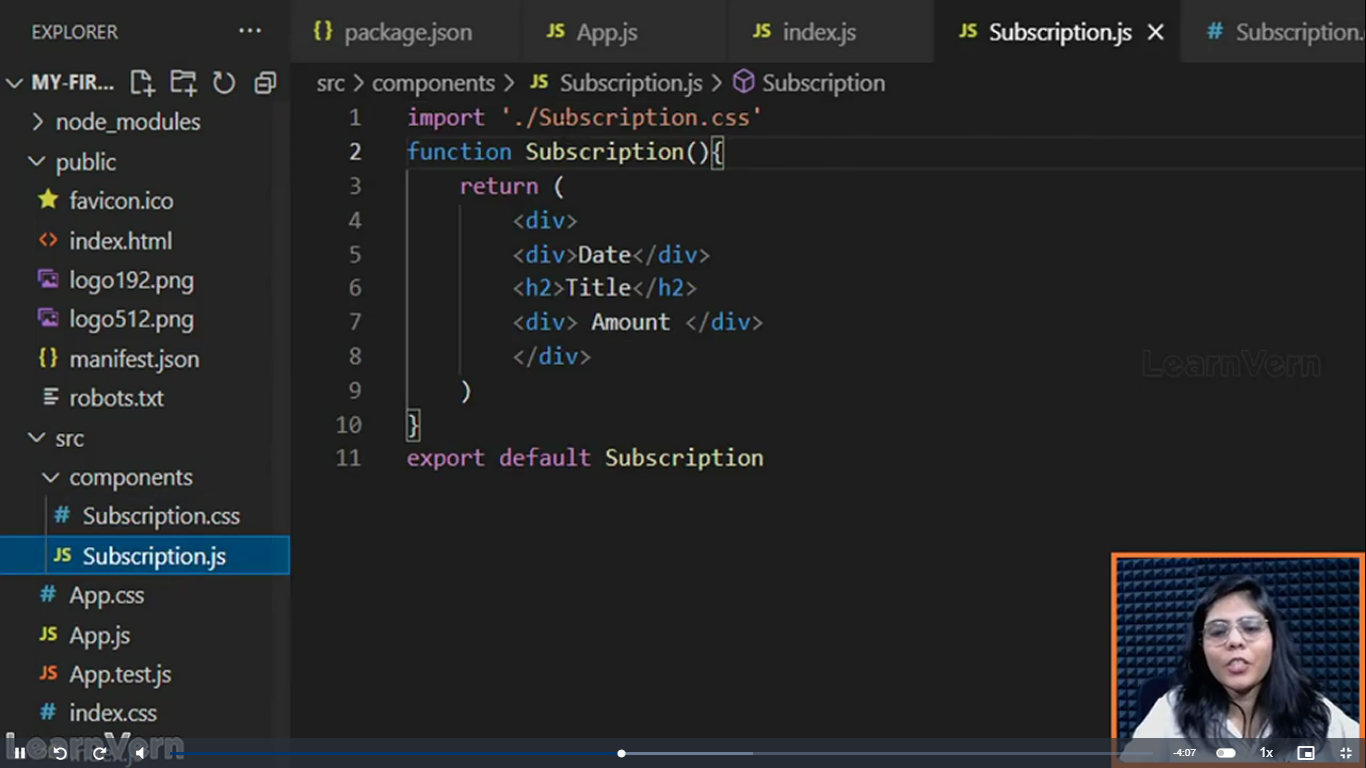 EXPLORER
MY-FIR...
node_modules
public
favicon.ico
index.html
logo192.png
logo512.png
manifest.json
robots.txt
src
components
Subscription.css
Subscription.js
App.css
App.js
App.test.js
index.css
LearnVern
package.json
App.js
index.js
Subscription.js
Subscription.
src > components > JS Subscription.js > Subscription
1 import './Subscription.css'
2 function Subscription(){
3 return (
4 <div>
5 <div>Date</div>
6 <h2>Title</h2>
7 <div> Amount </div>
8 </div>
9 )
10 }
11 export default Subscription
LearnVern
-4:07
1x